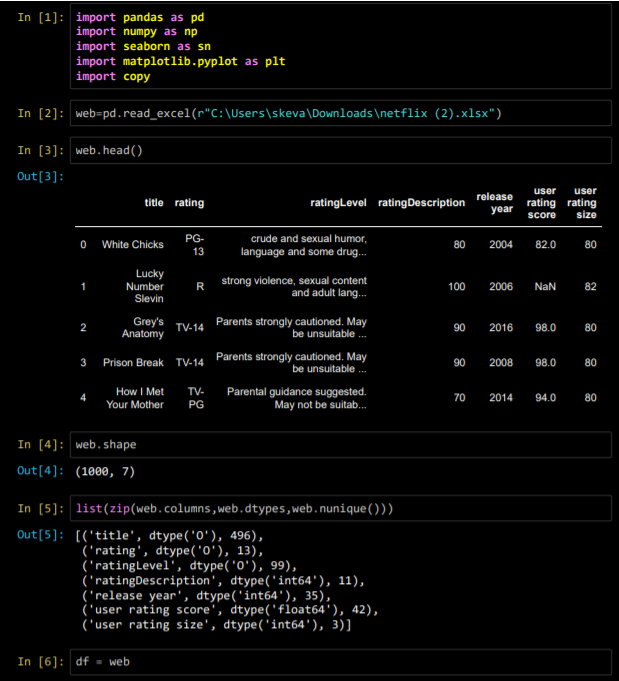 In [1]: import pandas as pd
import numpy as np
import seaborn as sn
import matplotlib.pyplot as plt
import copy
In [2]: web=pd.read_excel(r"C:\Users\skeva\Downloads\netflix (2).xlsx")
In [3]: web.head()
Out[3]:
title rating ratingLevel ratingDescription release year user rating score user rating size
0 White Chicks PG-13 crude and sexual humor, language and some drug... 80 2004 82.0 80
1 Lucky Number Slevin R strong violence, sexual content and adult lang... 100 2006 NaN 82
2 Grey's Anatomy TV-14 Parents strongly cautioned. May be unsuitable ... 90 2016 98.0 80
3 Prison Break TV-14 Parents strongly cautioned. May be unsuitable ... 90 2008 98.0 80
4 How I Met Your Mother TV-PG Parental guidance suggested. May not be suitab... 70 2014 94.0 80
In [4]: web.shape
Out[4]: (1000, 7)
In [5]: list(zip(web.columns,web.dtypes,web.nunique()))
Out[5]: [('title', dtype('O'), 496),
('rating', dtype('O'), 13),
('ratingLevel', dtype('O'), 99),
('ratingDescription', dtype('int64'), 11),
('release year', dtype('int64'), 35),
('user rating score', dtype('float64'), 42),
('user rating size', dtype('int64'), 3)]
In [6]: df = web